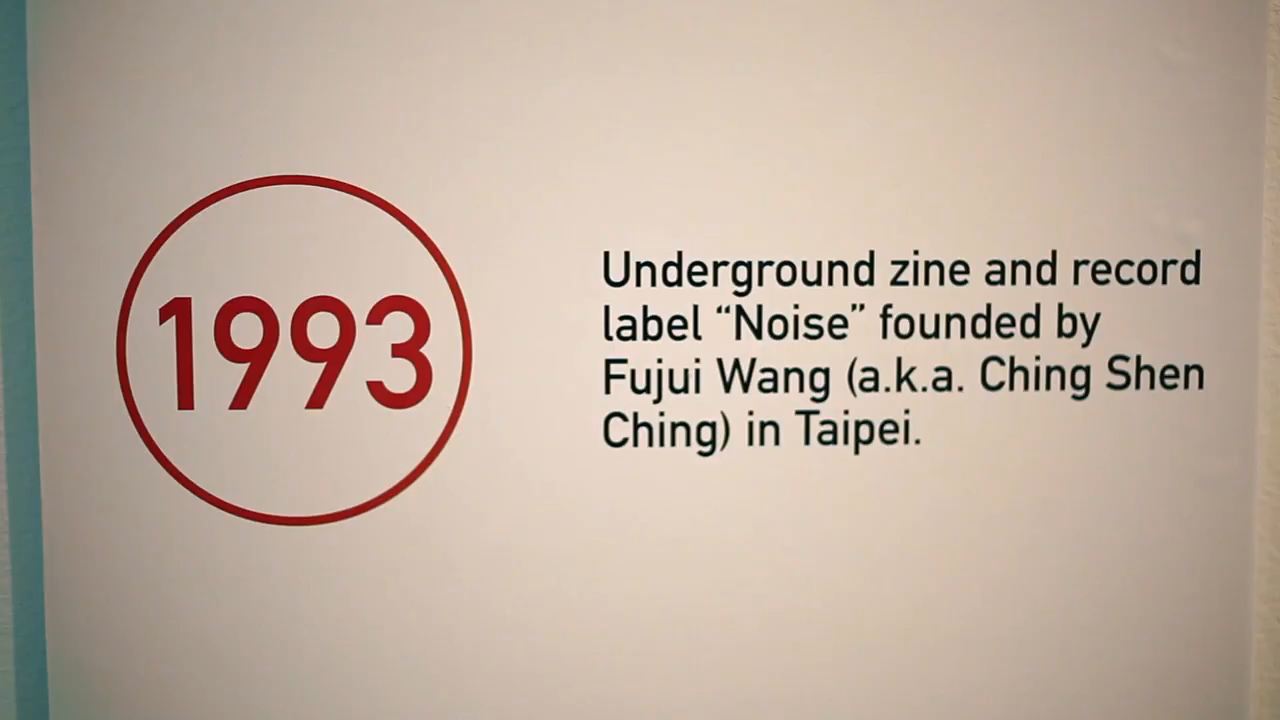 1993
Underground zine and record
label “Noise” founded by
Fujui Wang (a.k.a. Ching Shen
Ching) in Taipei.